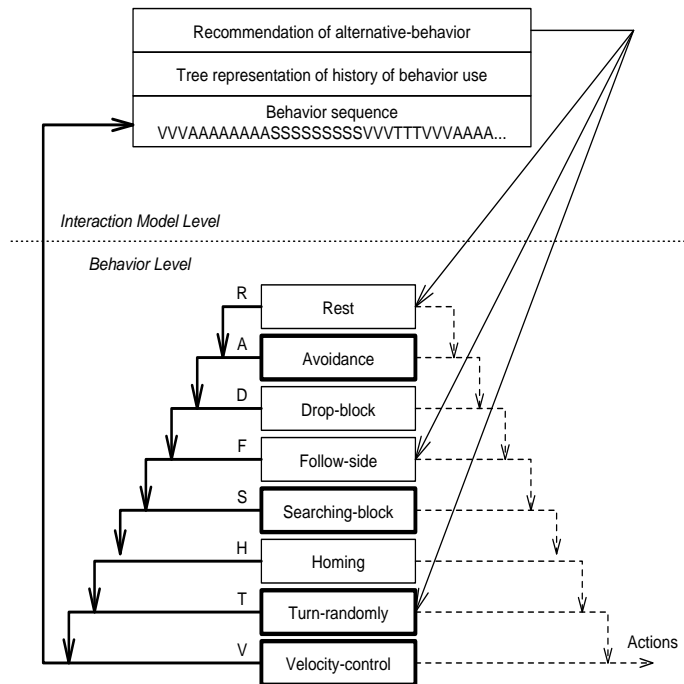 Recommendation of alternative-behavior
Tree representation of history of behavior use
Behavior sequence
VVVAAAAAAAASSSSSSSSSVVVTTTVVVAAAA...
Interaction Model Level
Behavior Level
R
Rest
A
Avoidance
D
Drop-block
F
Follow-side
S
Searching-block
H
Homing
T
Turn-randomly
Actions
V
Velocity-control